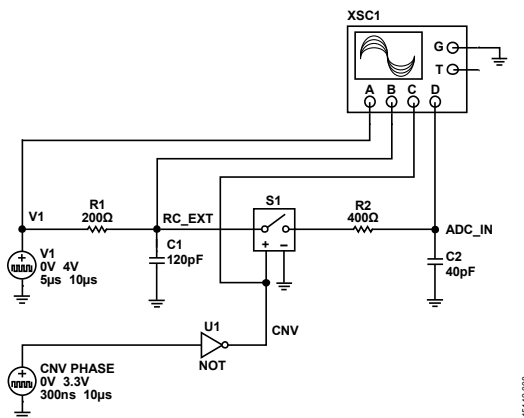 XSC1
G
T
A B C D
V1
R1
200Ω
RC_EXT
S1
R2
400Ω
ADC_IN
V1
0V 4V
5µs 10µs
C1
120pF
+ −
C2
40pF
CNV
U1
NOT
CNV PHASE
0V 3.3V
300ns 10µs